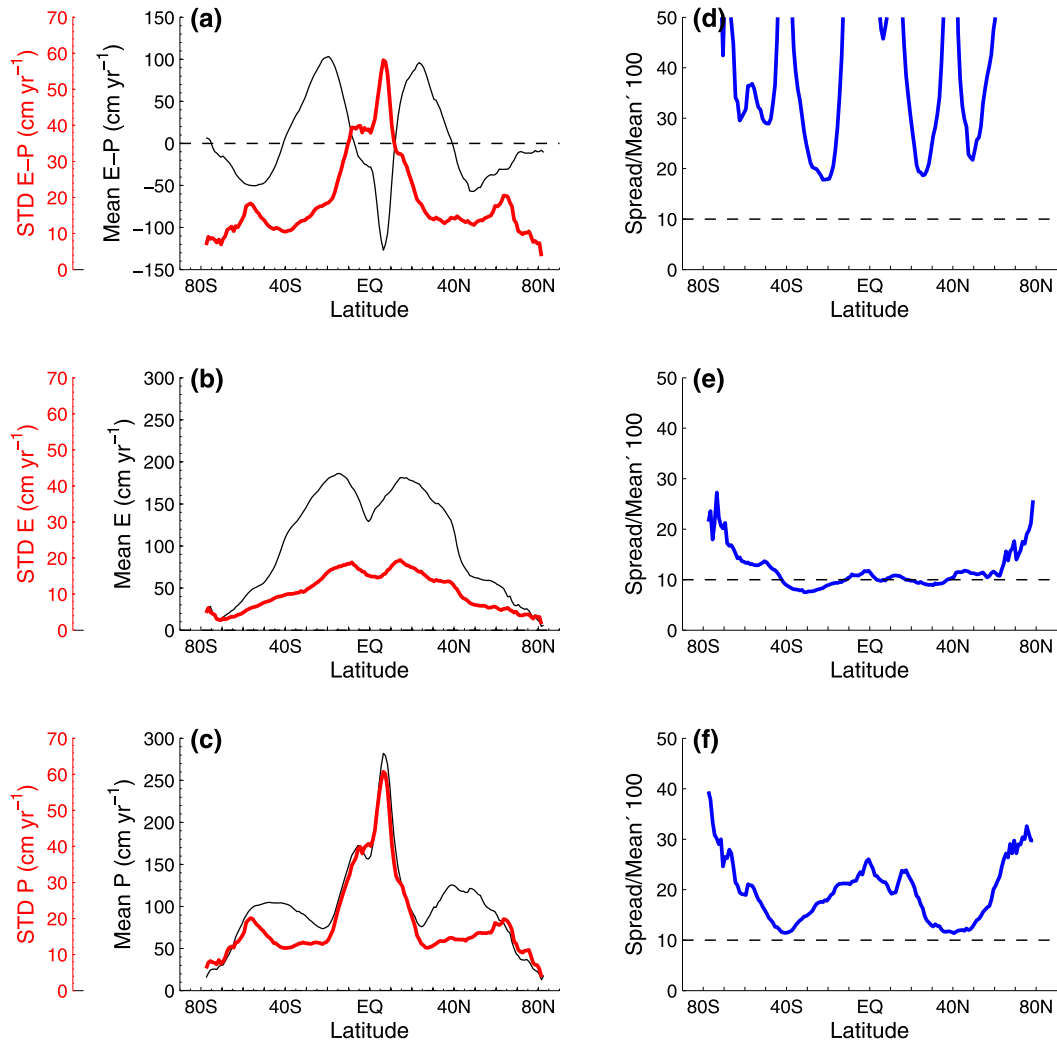 (a)
STD E−P (cm yr−1)
70
60
50
40
30
20
10
0
Mean E−P (cm yr−1)
150
100
50
0
−50
−100
−150
80S 40S EQ 40N 80N
Latitude
(d)
Spread/Mean´ 100
50
40
30
20
10
0
80S 40S EQ 40N 80N
Latitude
(b)
STD E (cm yr−1)
70
60
50
40
30
20
10
0
Mean E (cm yr−1)
300
250
200
150
100
50
0
80S 40S EQ 40N 80N
Latitude
(e)
Spread/Mean´ 100
50
40
30
20
10
0
80S 40S EQ 40N 80N
Latitude
(c)
STD P (cm yr−1)
70
60
50
40
30
20
10
0
Mean P (cm yr−1)
300
250
200
150
100
50
0
80S 40S EQ 40N 80N
Latitude
(f)
Spread/Mean´ 100
50
40
30
20
10
0
80S 40S EQ 40N 80N
Latitude